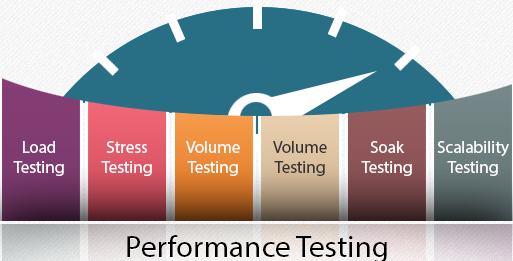 Load
Testing
Stress
Testing
Volume
Testing
Volume
Testing
Soak
Testing
Scalability
Testing
Performance Testing